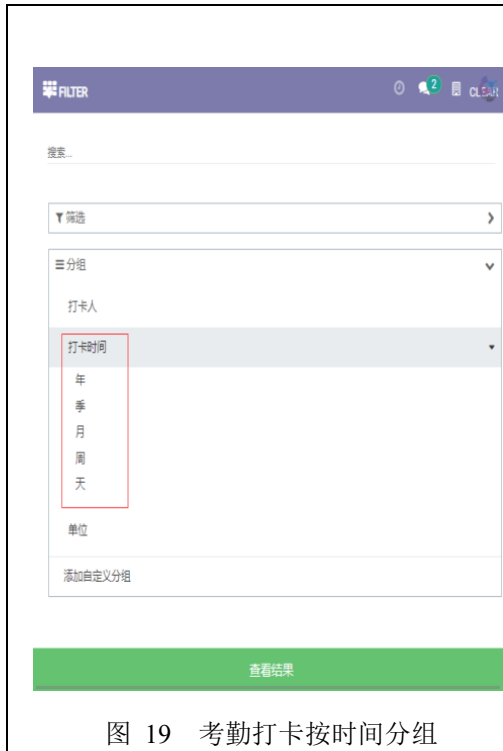 FILTER
2
CLEAR
搜索...
筛选
分组
打卡人
打卡时间
年
季
月
周
天
单位
添加自定义分组
查看结果
图 19 考勤打卡按时间分组